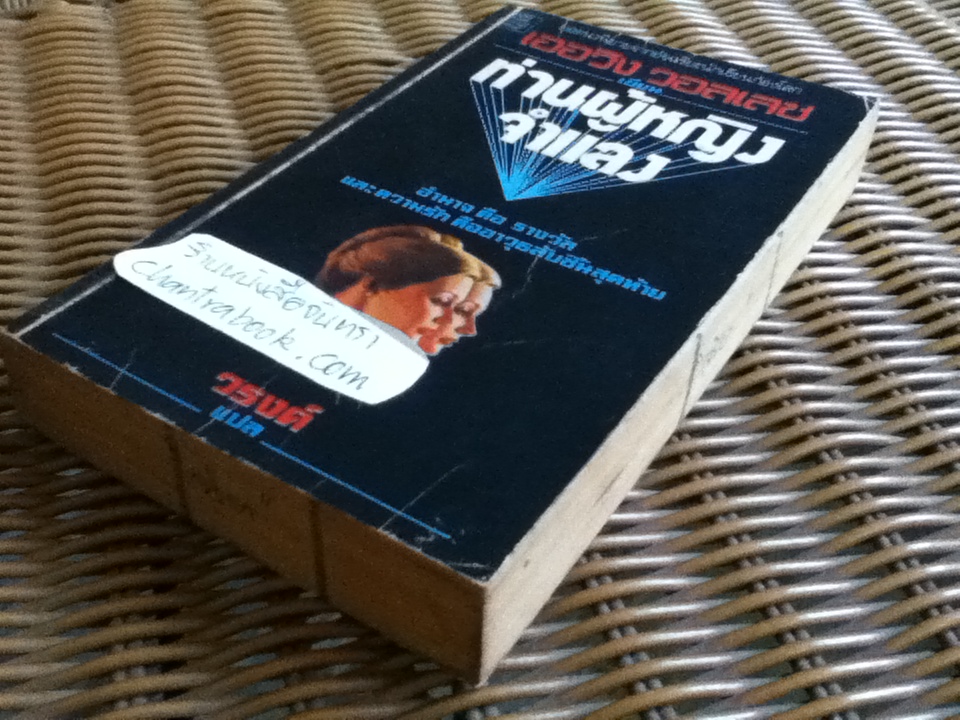 เออวิง วอลเลซ
เขียน
ท่านผู้หญิง
จำแลง
อำนาจ คือ รางวัล
และความรัก คืออาวุธลับชิ้นสุดท้าย
ร้านหนังสือจันทรา
chantrabook.com
วรงต์
แปล